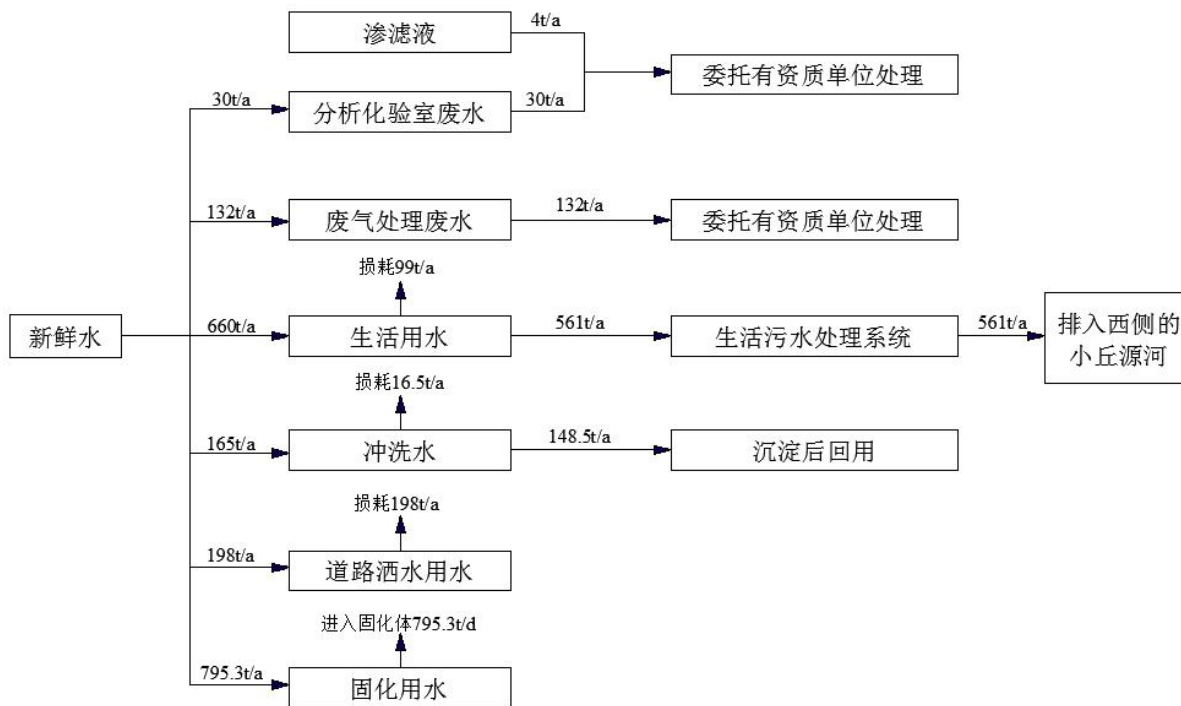 渗滤液
4t/a
委托有资质单位处理
30t/a
分析化验室废水
30t/a
132t/a
废气处理废水
132t/a
委托有资质单位处理
损耗99t/a
新鲜水
660t/a
生活用水
561t/a
生活污水处理系统
561t/a
排入西侧的
小丘源河
损耗16.5t/a
165t/a
冲洗水
148.5t/a
沉淀后回用
损耗198t/a
198t/a
道路洒水用水
进入固化体795.3t/d
795.3t/a
固化用水